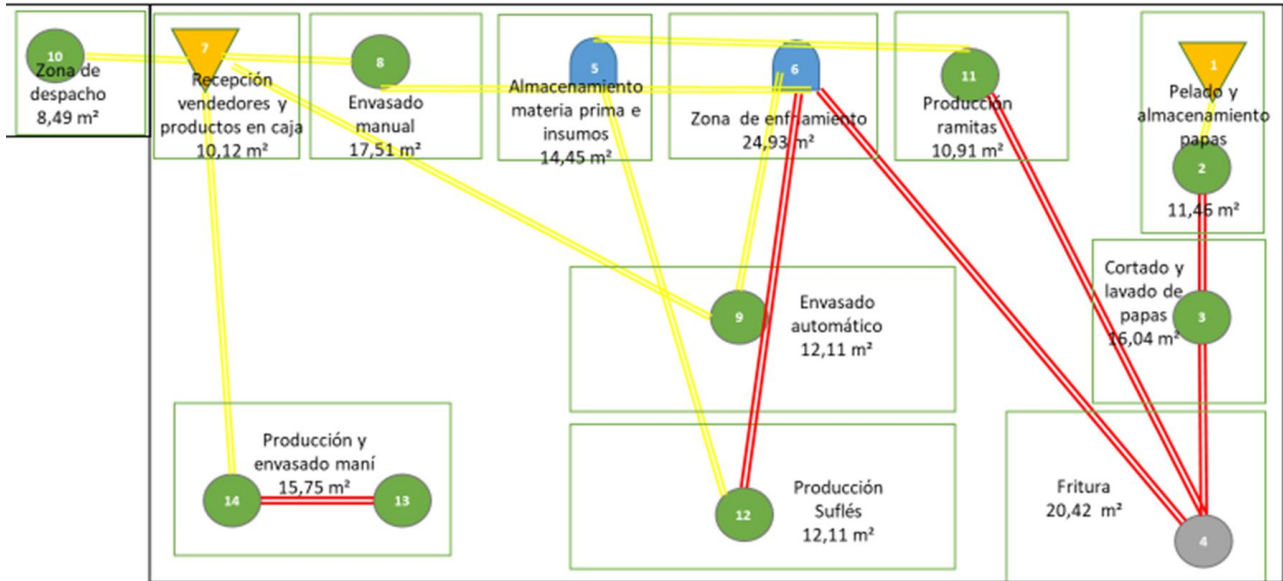 10
Zona de
despacho
8,49 m²
7
Recepción
vendedores y
productos en caja
10,12 m²
8
Envasado
manual
17,51 m²
5
Almacenamiento
materia prima e
insumos
14,45 m²
6
Zona de enfriamiento
24,93 m²
11
Producción
ramitas
10,91 m²
1
Pelado y
almacenamiento
papas
2
11,46 m²
Cortado y
lavado de
papas
16,04 m²
3
9
Envasado
automático
12,11 m²
Producción y
envasado maní
15,75 m²
14
13
12
Producción
Suflés
12,11 m²
Fritura
20,42 m²
4